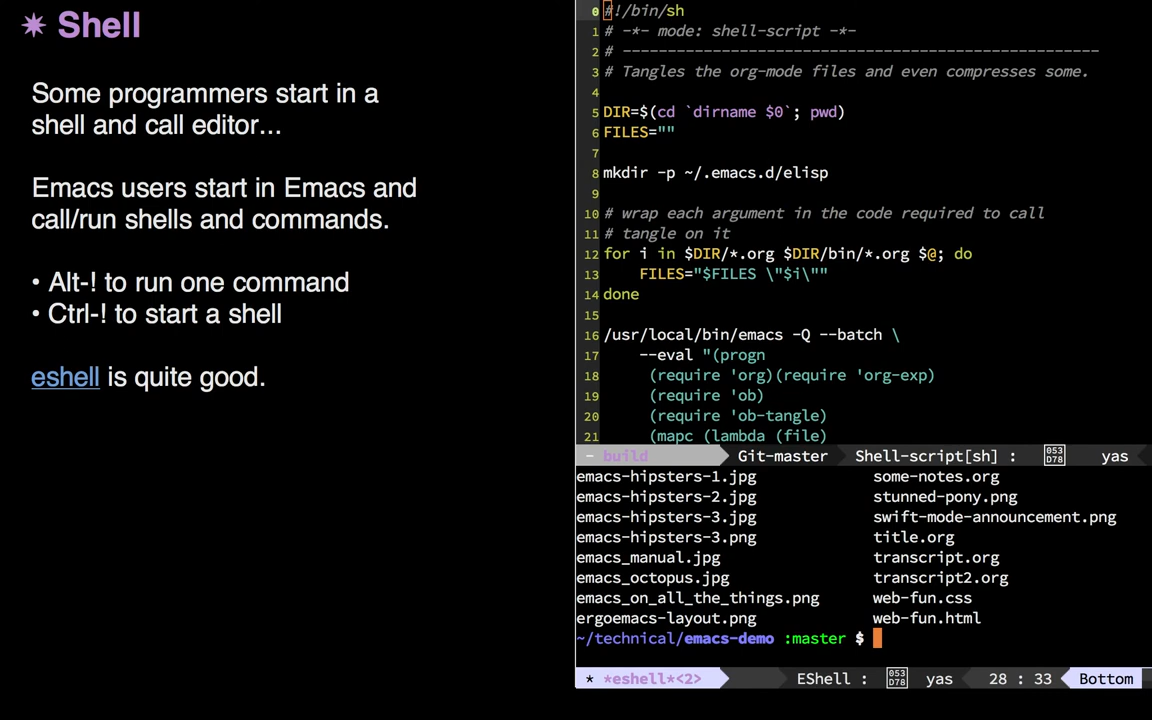 ✷ Shell
Some programmers start in a
shell and call editor...
Emacs users start in Emacs and
call/run shells and commands.
• Alt-! to run one command
• Ctrl-! to start a shell
eshell is quite good.
0 #!/bin/sh
1 # -*- mode: shell-script -*-
2 # -----------------------------------------------------
3 # Tangles the org-mode files and even compresses some.
4
5 DIR=$(cd `dirname $0`; pwd)
6 FILES=""
7
8 mkdir -p ~/.emacs.d/elisp
9
10 # wrap each argument in the code required to call
11 # tangle on it
12 for i in $DIR/*.org $DIR/bin/*.org $@; do
13     FILES="$FILES \"$i\""
14 done
15
16 /usr/local/bin/emacs -Q --batch \
17     --eval "(progn
18      (require 'org)(require 'org-exp)
19      (require 'ob)
20      (require 'ob-tangle)
21      (mapc (lambda (file)
- build Git-master Shell-script[sh] : 053 D78 yas
emacs-hipsters-1.jpg some-notes.org
emacs-hipsters-2.jpg stunned-pony.png
emacs-hipsters-3.jpg swift-mode-announcement.png
emacs-hipsters-3.png title.org
emacs_manual.jpg transcript.org
emacs_octopus.jpg transcript2.org
emacs_on_all_the_things.png web-fun.css
ergoemacs-layout.png web-fun.html
~/technical/emacs-demo :master $
* *eshell*<2> EShell : 053 D78 yas 28 : 33 Bottom